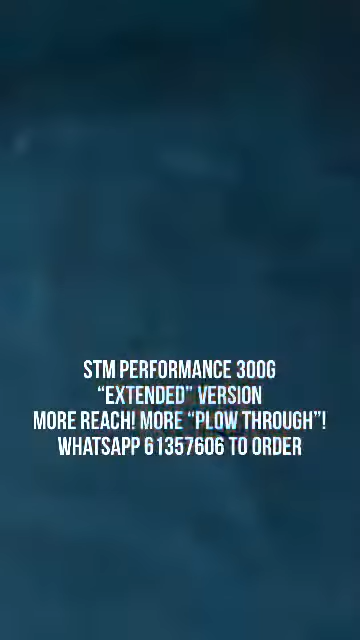 STM PERFORMANCE 300G
“EXTENDED” VERSION
MORE REACH! MORE “PLOW THROUGH”!
WHATSAPP 61357606 TO ORDER